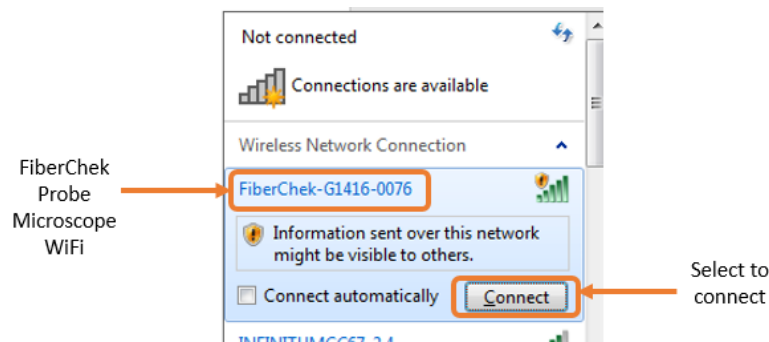 Not connected
Connections are available
Wireless Network Connection
FiberChek
Probe
Microscope
WiFi
FiberChek-G1416-0076
Information sent over this network
might be visible to others.
Connect automatically
Connect
Select to
connect